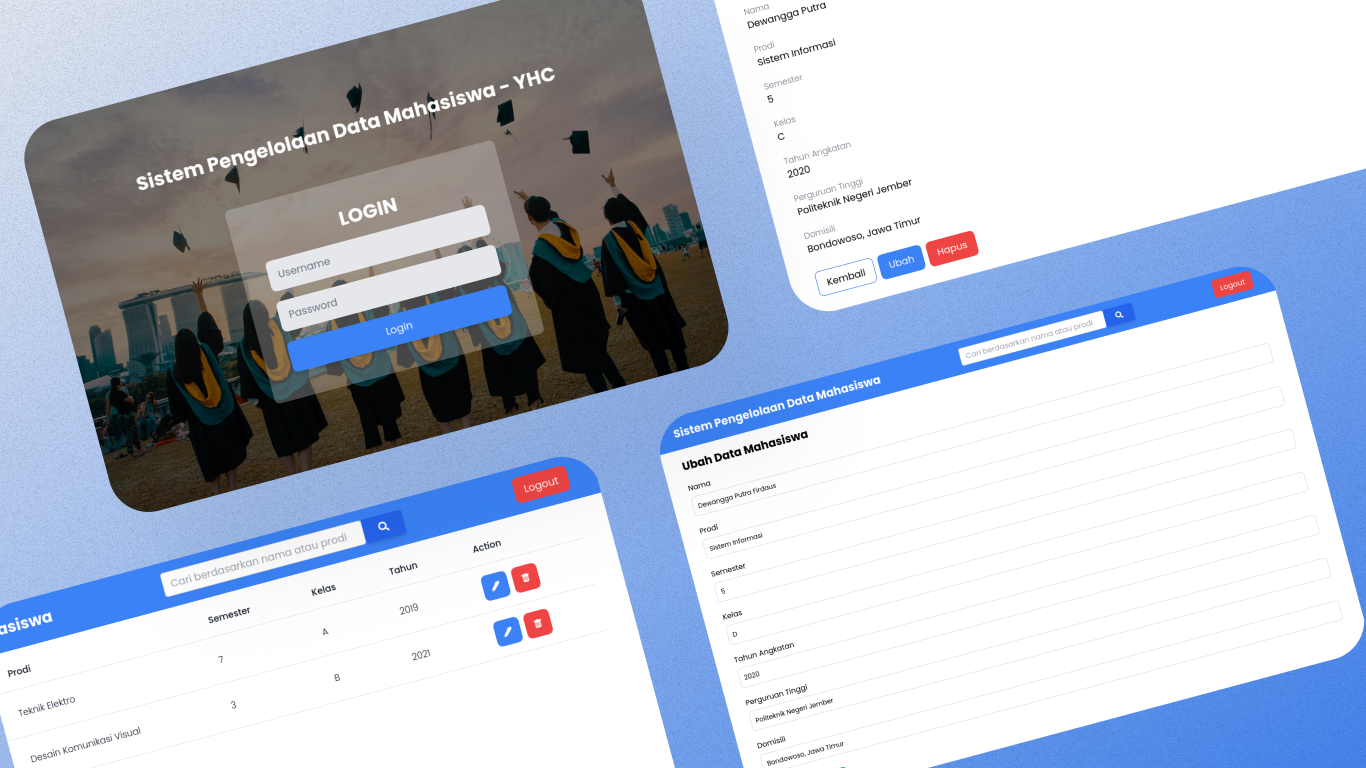 Sistem Pengelolaan Data Mahasiswa - YHC
LOGIN
Username
Password
Login
Nama
Dewangga Putra
Prodi
Sistem Informasi
Semester
5
Kelas
C
Tahun Angkatan
2020
Perguruan Tinggi
Politeknik Negeri Jember
Domisili
Bondowoso, Jawa Timur
Kembali Ubah Hapus
asiswa Cari berdasarkan nama atau prodi Logout
Prodi Semester Kelas Tahun Action
Teknik Elektro 7 A 2019
Desain Komunikasi Visual 3 B 2021
Sistem Pengelolaan Data Mahasiswa Cari berdasarkan nama atau prodi Logout
Ubah Data Mahasiswa
Nama
Dewangga Putra Firdaus
Prodi
Sistem Informasi
Semester
5
Kelas
D
Tahun Angkatan
2020
Perguruan Tinggi
Politeknik Negeri Jember
Domisili
Bondowoso, Jawa Timur